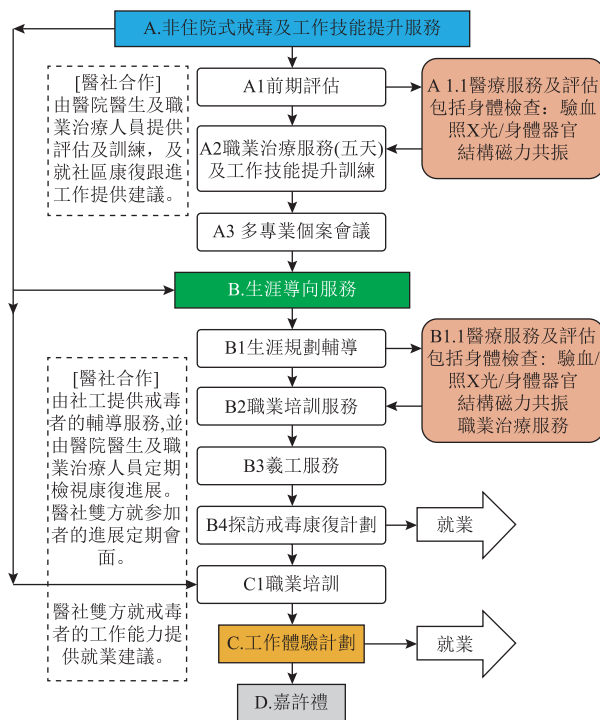 A.非住院式戒毒及工作技能提升服務
[醫社合作]
由醫院醫生及職
業治療人員提供
評估及訓練，及
就社區康復跟進
工作提供建議。
A1前期評估
A 1.1醫療服務及評估
包括身體檢查：驗血
照X光/身體器官
結構磁力共振
A2職業治療服務(五天)
及工作技能提升訓練
A3 多專業個案會議
B.生涯導向服務
B1生涯規劃輔導
B1.1醫療服務及評估
包括身體檢查：驗血/
照X光/身體器官
結構磁力共振
職業治療服務
[醫社合作]
由社工提供戒毒
者的輔導服務,並
由醫院醫生及職
業治療人員定期
檢視康復進展。
醫社雙方就参加
者的進展定期會
面。
醫社雙方就戒毒
者的工作能力提
供就業建議。
B2職業培訓服務
B3義工服務
B4探訪戒毒康復計劃
就業
C1職業培訓
C.工作體驗計劃
就業
D.嘉許禮